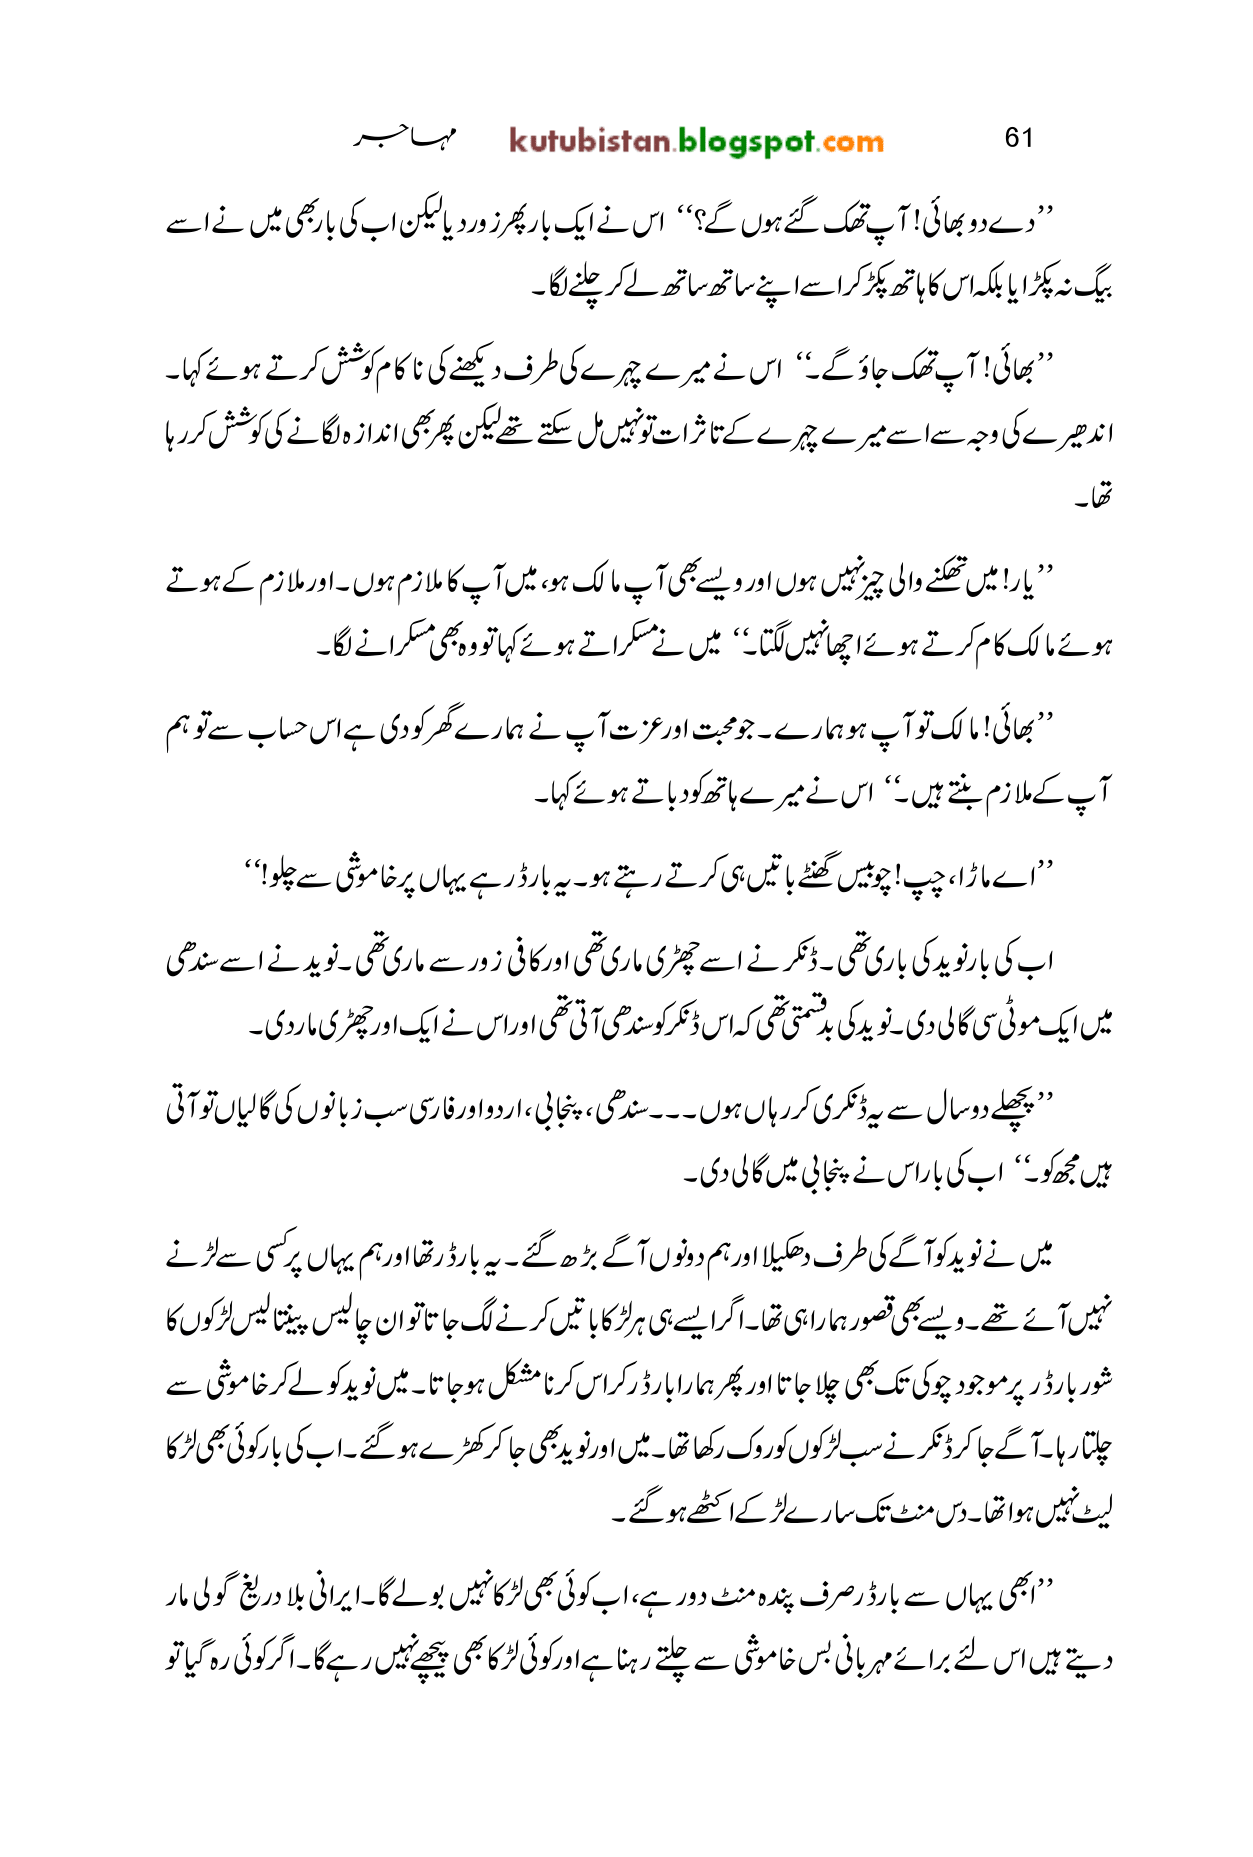 61 kutubistan.blogspot.com مہاجر
’’دے دو بھائی! آپ تھک گئے ہوں گے؟‘‘ اس نے ایک بار پھر زور دیا لیکن اب کی بار بھی میں نے اسے
بیگ نہ پکڑایا بلکہ اس کا ہاتھ پکڑ کر اسے اپنے ساتھ ساتھ لے کر چلنے لگا۔
’’بھائی! آپ تھک جاؤ گے۔‘‘ اس نے میرے چہرے کی طرف دیکھنے کی ناکام کوشش کرتے ہوئے کہا۔
اندھیرے کی وجہ سے اسے میرے چہرے کے تاثرات تو نہیں مل سکتے تھے لیکن پھر بھی اندازہ لگانے کی کوشش کر رہا
تھا۔
’’یار! میں تھکنے والی چیز نہیں ہوں اور ویسے بھی آپ مالک ہو، میں آپ کا ملازم ہوں۔ اور ملازم کے ہوتے
ہوئے مالک کام کرتے ہوئے اچھا نہیں لگتا۔‘‘ میں نے مسکراتے ہوئے کہا تو وہ بھی مسکرانے لگا۔
’’بھائی! مالک تو آپ ہو ہمارے۔ جو محبت اور عزت آپ نے ہمارے گھر کو دی ہے اس حساب سے تو ہم
آپ کے ملازم بنتے ہیں۔‘‘ اس نے میرے ہاتھ کو دباتے ہوئے کہا۔
’’اے ماڑا، چپ! چوبیس گھنٹے باتیں ہی کرتے رہتے ہو۔ یہ بارڈر ہے یہاں پر خاموشی سے چلو!‘‘
اب کی بار نوید کی باری تھی۔ ڈنکر نے اسے چھڑی ماری تھی اور کافی زور سے ماری تھی۔ نوید نے اسے سندھی
میں ایک موٹی سی گالی دی۔ نوید کی بدقسمتی تھی کہ اس ڈنکر کو سندھی آتی تھی اور اس نے ایک اور چھڑی مار دی۔
’’پچھلے دو سال سے یہ ڈنکری کر رہاں ہوں۔۔۔ سندھی، پنجابی، اردو اور فارسی سب زبانوں کی گالیاں تو آتی
ہیں مجھ کو۔‘‘ اب کی بار اس نے پنجابی میں گالی دی۔
میں نے نوید کو آگے کی طرف دھکیلا اور ہم دونوں آگے بڑھ گئے۔ یہ بارڈر تھا اور ہم یہاں پر کسی سے لڑنے
نہیں آئے تھے۔ ویسے بھی قصور ہمارا ہی تھا۔ اگر ایسے ہی ہر لڑکا باتیں کرنے لگ جاتا تو ان چالیس پینتالیس لڑکوں کا
شور بارڈر پر موجود چوکی تک بھی چلا جاتا اور پھر ہمارا بارڈر کراس کرنا مشکل ہو جاتا۔ میں نوید کو لے کر خاموشی سے
چلتا رہا۔ آگے جا کر ڈنکر نے سب لڑکوں کو روک رکھا تھا۔ میں اور نوید بھی جا کر کھڑے ہو گئے۔ اب کی بار کوئی بھی لڑکا
لیٹ نہیں ہوا تھا۔ دس منٹ تک سارے لڑکے اکٹھے ہو گئے۔
’’ابھی یہاں سے بارڈر صرف پندہ منٹ دور ہے، اب کوئی بھی لڑکا نہیں بولے گا۔ ایرانی بلا دریغ گولی مار
دیتے ہیں اس لئے برائے مہربانی بس خاموشی سے چلتے رہنا ہے اور کوئی لڑکا بھی پیچھے نہیں رہے گا۔ اگر کوئی رہ گیا تو